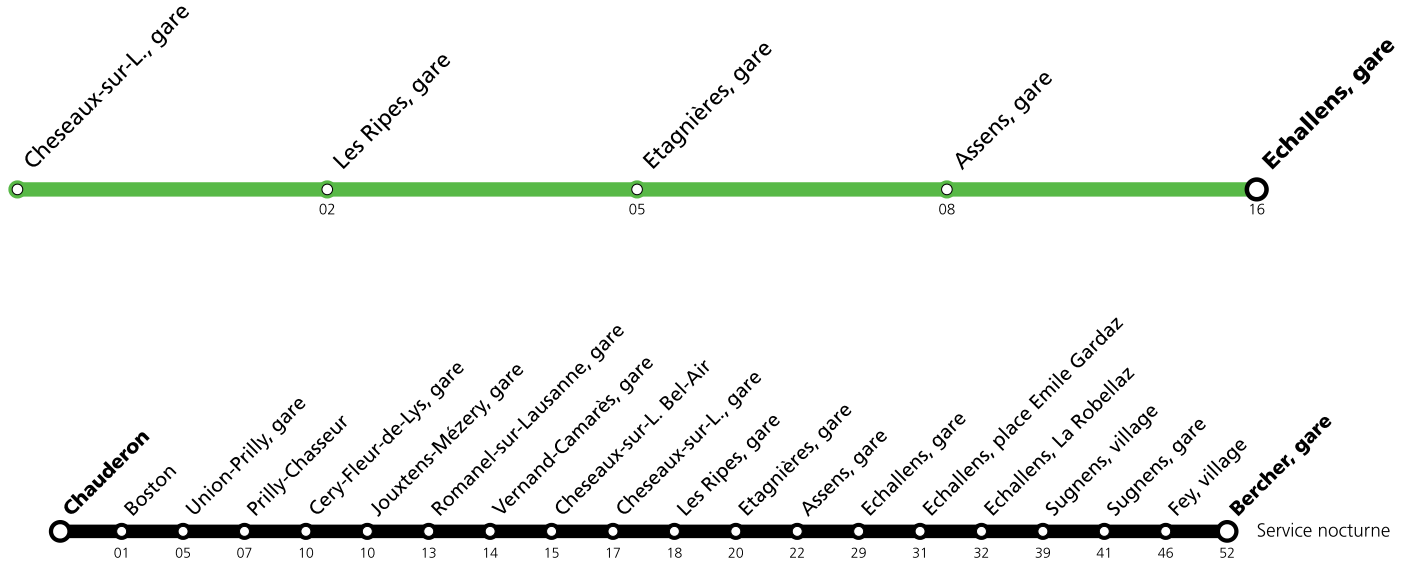 Cheseaux-sur-L., gare
Les Ripes, gare
Etagnières, gare
Assens, gare
Echallens, gare
02
05
08
16
Chauderon
Boston
Union-Prilly, gare
Prilly-Chasseur
Cery-Fleur-de-Lys, gare
Jouxtens-Mézery, gare
Romanel-sur-Lausanne, gare
Vernand-Camarès, gare
Cheseaux-sur-L. Bel-Air
Cheseaux-sur-L., gare
Les Ripes, gare
Etagnières, gare
Assens, gare
Echallens, gare
Echallens, place Emile Gardaz
Echallens, La Robellaz
Sugnens, village
Sugnens, gare
Fey, village
Bercher, gare
Service nocturne
01
05
07
10
10
13
14
15
17
18
20
22
29
31
32
39
41
46
52